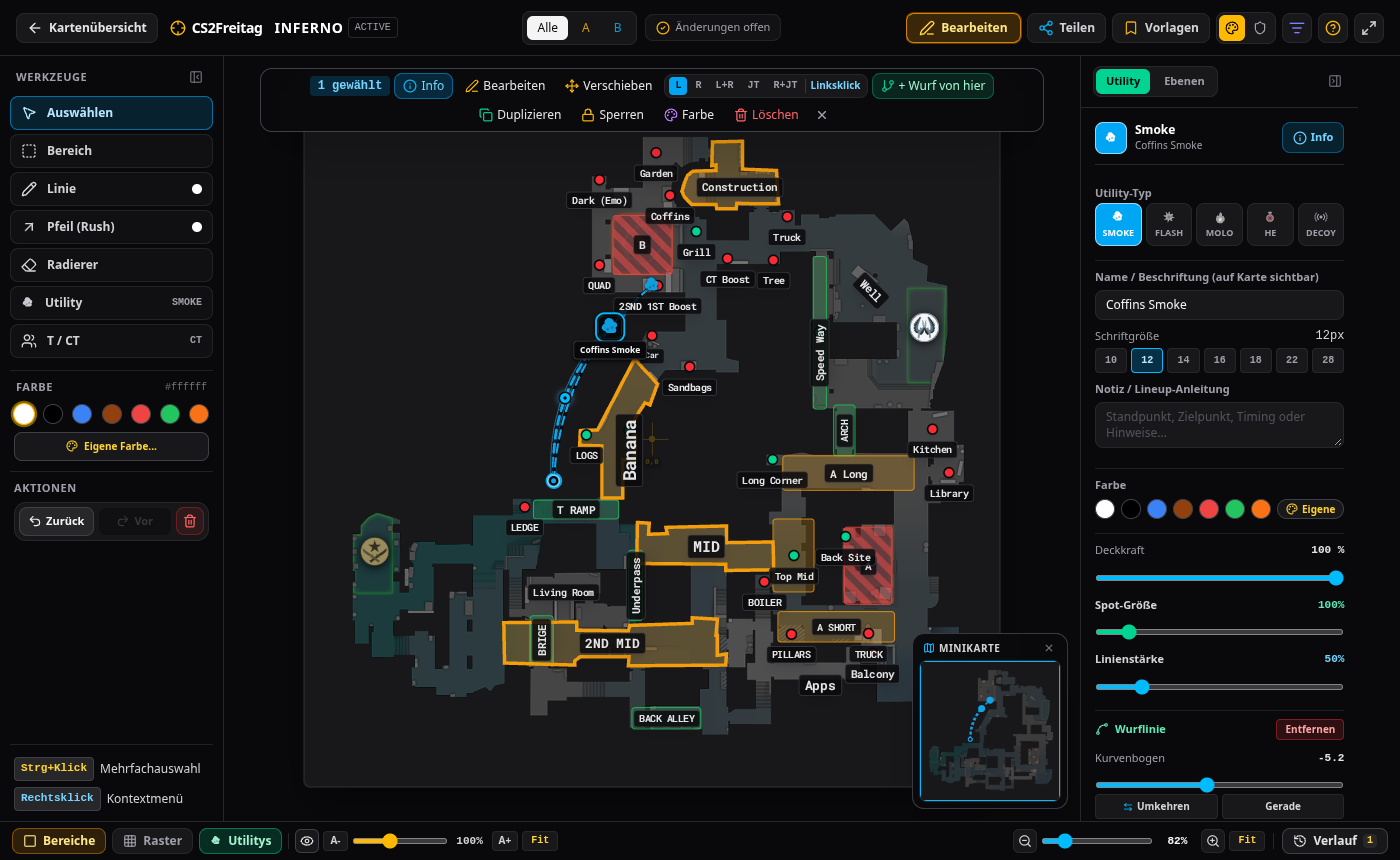 Kartenübersicht
CS2Freitag INFERNO ACTIVE
Alle A B
Änderungen offen
Bearbeiten
Teilen
Vorlagen
WERKZEUGE
Auswählen
Bereich
Linie
Pfeil (Rush)
Radierer
Utility SMOKE
T / CT CT
FARBE #ffffff
Eigene Farbe...
AKTIONEN
Zurück Vor
Strg+Klick Mehrfachauswahl
Rechtsklick Kontextmenü
1 gewählt Info Bearbeiten Verschieben L R L+R JT R+JT Linksklick + Wurf von hier
Duplizieren Sperren Farbe Löschen
Garden
Construction
Dark (Emo)
Coffins
Truck
B
Grill
CT Boost
Tree
QUAD
Well
2SND 1ST Boost
Coffins Smoke
Car
Speed Way
Sandbags
Banana
LOGS
ARCH
Kitchen
A Long
Long Corner
Library
T RAMP
LEDGE
MID
Back Site
A
Top Mid
Underpass
Living Room
BOILER
BRIGE
2ND MID
A SHORT
PILLARS
TRUCK
Balcony
Apps
BACK ALLEY
MINIKARTE
Utility Ebenen
Smoke
Coffins Smoke
Info
Utility-Typ
SMOKE FLASH MOLO HE DECOY
Name / Beschriftung (auf Karte sichtbar)
Coffins Smoke
Schriftgröße 12px
10 12 14 16 18 22 28
Notiz / Lineup-Anleitung
Standpunkt, Zielpunkt, Timing oder
Hinweise...
Farbe
Eigene
Deckkraft 100 %
Spot-Größe 100%
Linienstärke 50%
Wurflinie Entfernen
Kurvenbogen -5.2
Umkehren Gerade
Bereiche Raster Utilitys A- 100% A+ Fit 82% Fit Verlauf 1